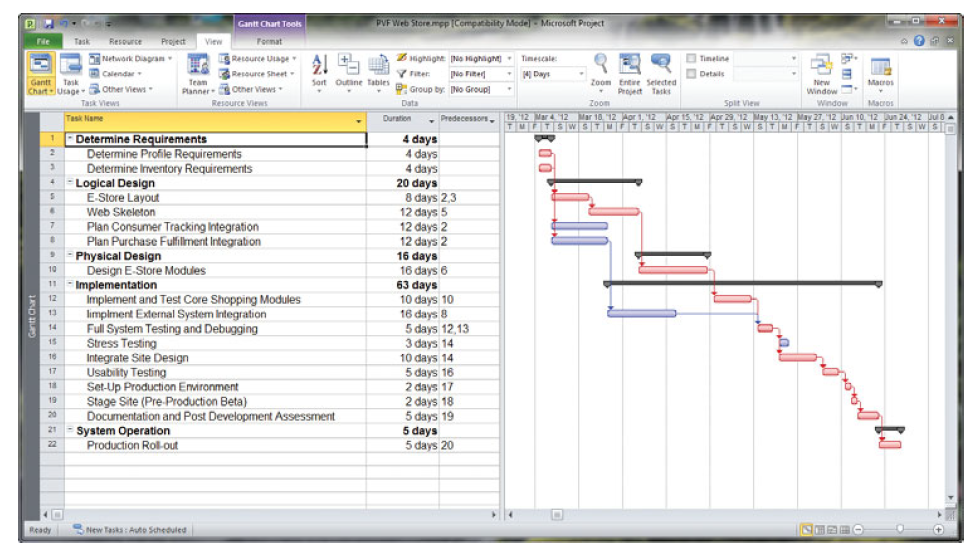 Gantt Chart Tools
PVF Web Store.mpp [Compatibility Mode] - Microsoft Project
File Task Resource Project View Format
Gantt Chart
Task Usage
Network Diagram
Calendar
Other Views
Task Views
Team Planner
Resource Usage
Resource Sheet
Other Views
Resource Views
Sort
Outline
Tables
Highlight: [No Highlight]
Filter: [No Filter]
Group by: [No Group]
Data
Timescale:
[4] Days
Zoom
Entire Project
Selected Tasks
Zoom
Timeline
Details
Split View
New Window
Window
Macros
Macros
Task Name Duration Predecessors
19, '12 Mar 4, '12 Mar 18, '12 Apr 1, '12 Apr 15, '12 Apr 29, '12 May 13, '12 May 27, '12 Jun 10, '12 Jun 24, '12 Jul 8
T M F T S W S T M F T S W S T M F T S W S T M F T S W S T M F T S W S
1 Determine Requirements 4 days
2 Determine Profile Requirements 4 days
3 Determine Inventory Requirements 4 days
4 Logical Design 20 days
5 E-Store Layout 8 days 2,3
6 Web Skeleton 12 days 5
7 Plan Consumer Tracking Integration 12 days 2
8 Plan Purchase Fulfillment Integration 12 days 2
9 Physical Design 16 days
10 Design E-Store Modules 16 days 6
11 Implementation 63 days
12 Implement and Test Core Shopping Modules 10 days 10
13 Implment External System Integration 16 days 8
14 Full System Testing and Debugging 5 days 12,13
15 Stress Testing 3 days 14
16 Integrate Site Design 10 days 14
17 Usability Testing 5 days 16
18 Set-Up Production Environment 2 days 17
19 Stage Site (Pre-Production Beta) 2 days 18
20 Documentation and Post Development Assessment 5 days 19
21 System Operation 5 days
22 Production Roll-out 5 days 20
Gantt Chart
Ready New Tasks : Auto Scheduled